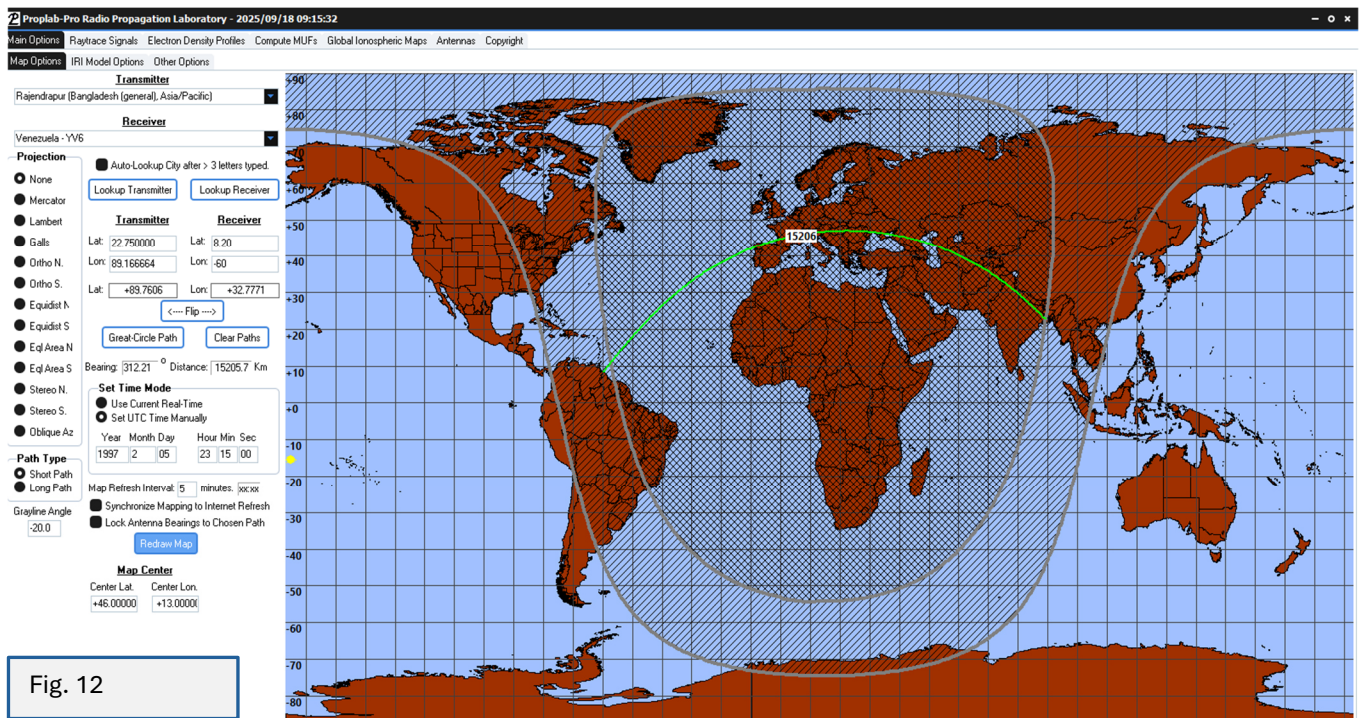 Proplab-Pro Radio Propagation Laboratory - 2025/09/18 09:15:32
Main Options Raytrace Signals Electron Density Profiles Compute MUFs Global Ionospheric Maps Antennas Copyright
Map Options IRI Model Options Other Options
Transmitter
Rajendrapur (Bangladesh (general), Asia/Pacific)
Receiver
Venezuela - YV6
Projection
Auto-Lookup City after > 3 letters typed.
None
Lookup Transmitter Lookup Receiver
Mercator
Lambert
Transmitter Receiver
Galls
Lat: 22.750000 Lat: 8.20
Ortho N.
Lon: 89.166664 Lon: -60
Ortho S.
Lat: +89.7606 Lon: +32.7771
Equidist N
<---- Flip ---->
Equidist S
Great-Circle Path Clear Paths
Eql Area N
Eql Area S
Bearing: 312.21 o Distance: 15205.7 Km
Stereo N.
Stereo S.
Oblique Az
Set Time Mode
Use Current Real-Time
Set UTC Time Manually
Year Month Day Hour Min Sec
1997 2 05 23 15 00
Path Type
Short Path
Long Path
Map Refresh Interval: 5 minutes. xx:xx
Synchronize Mapping to Internet Refresh
Lock Antenna Bearings to Chosen Path
Grayline Angle
-20.0
Redraw Map
Map Center
Center Lat. Center Lon.
+46.00000 +13.0000
Fig. 12
+90
+80
+60
+50
+40
+30
+20
+10
+0
-10
-20
-30
-40
-50
-60
-70
-80
15206